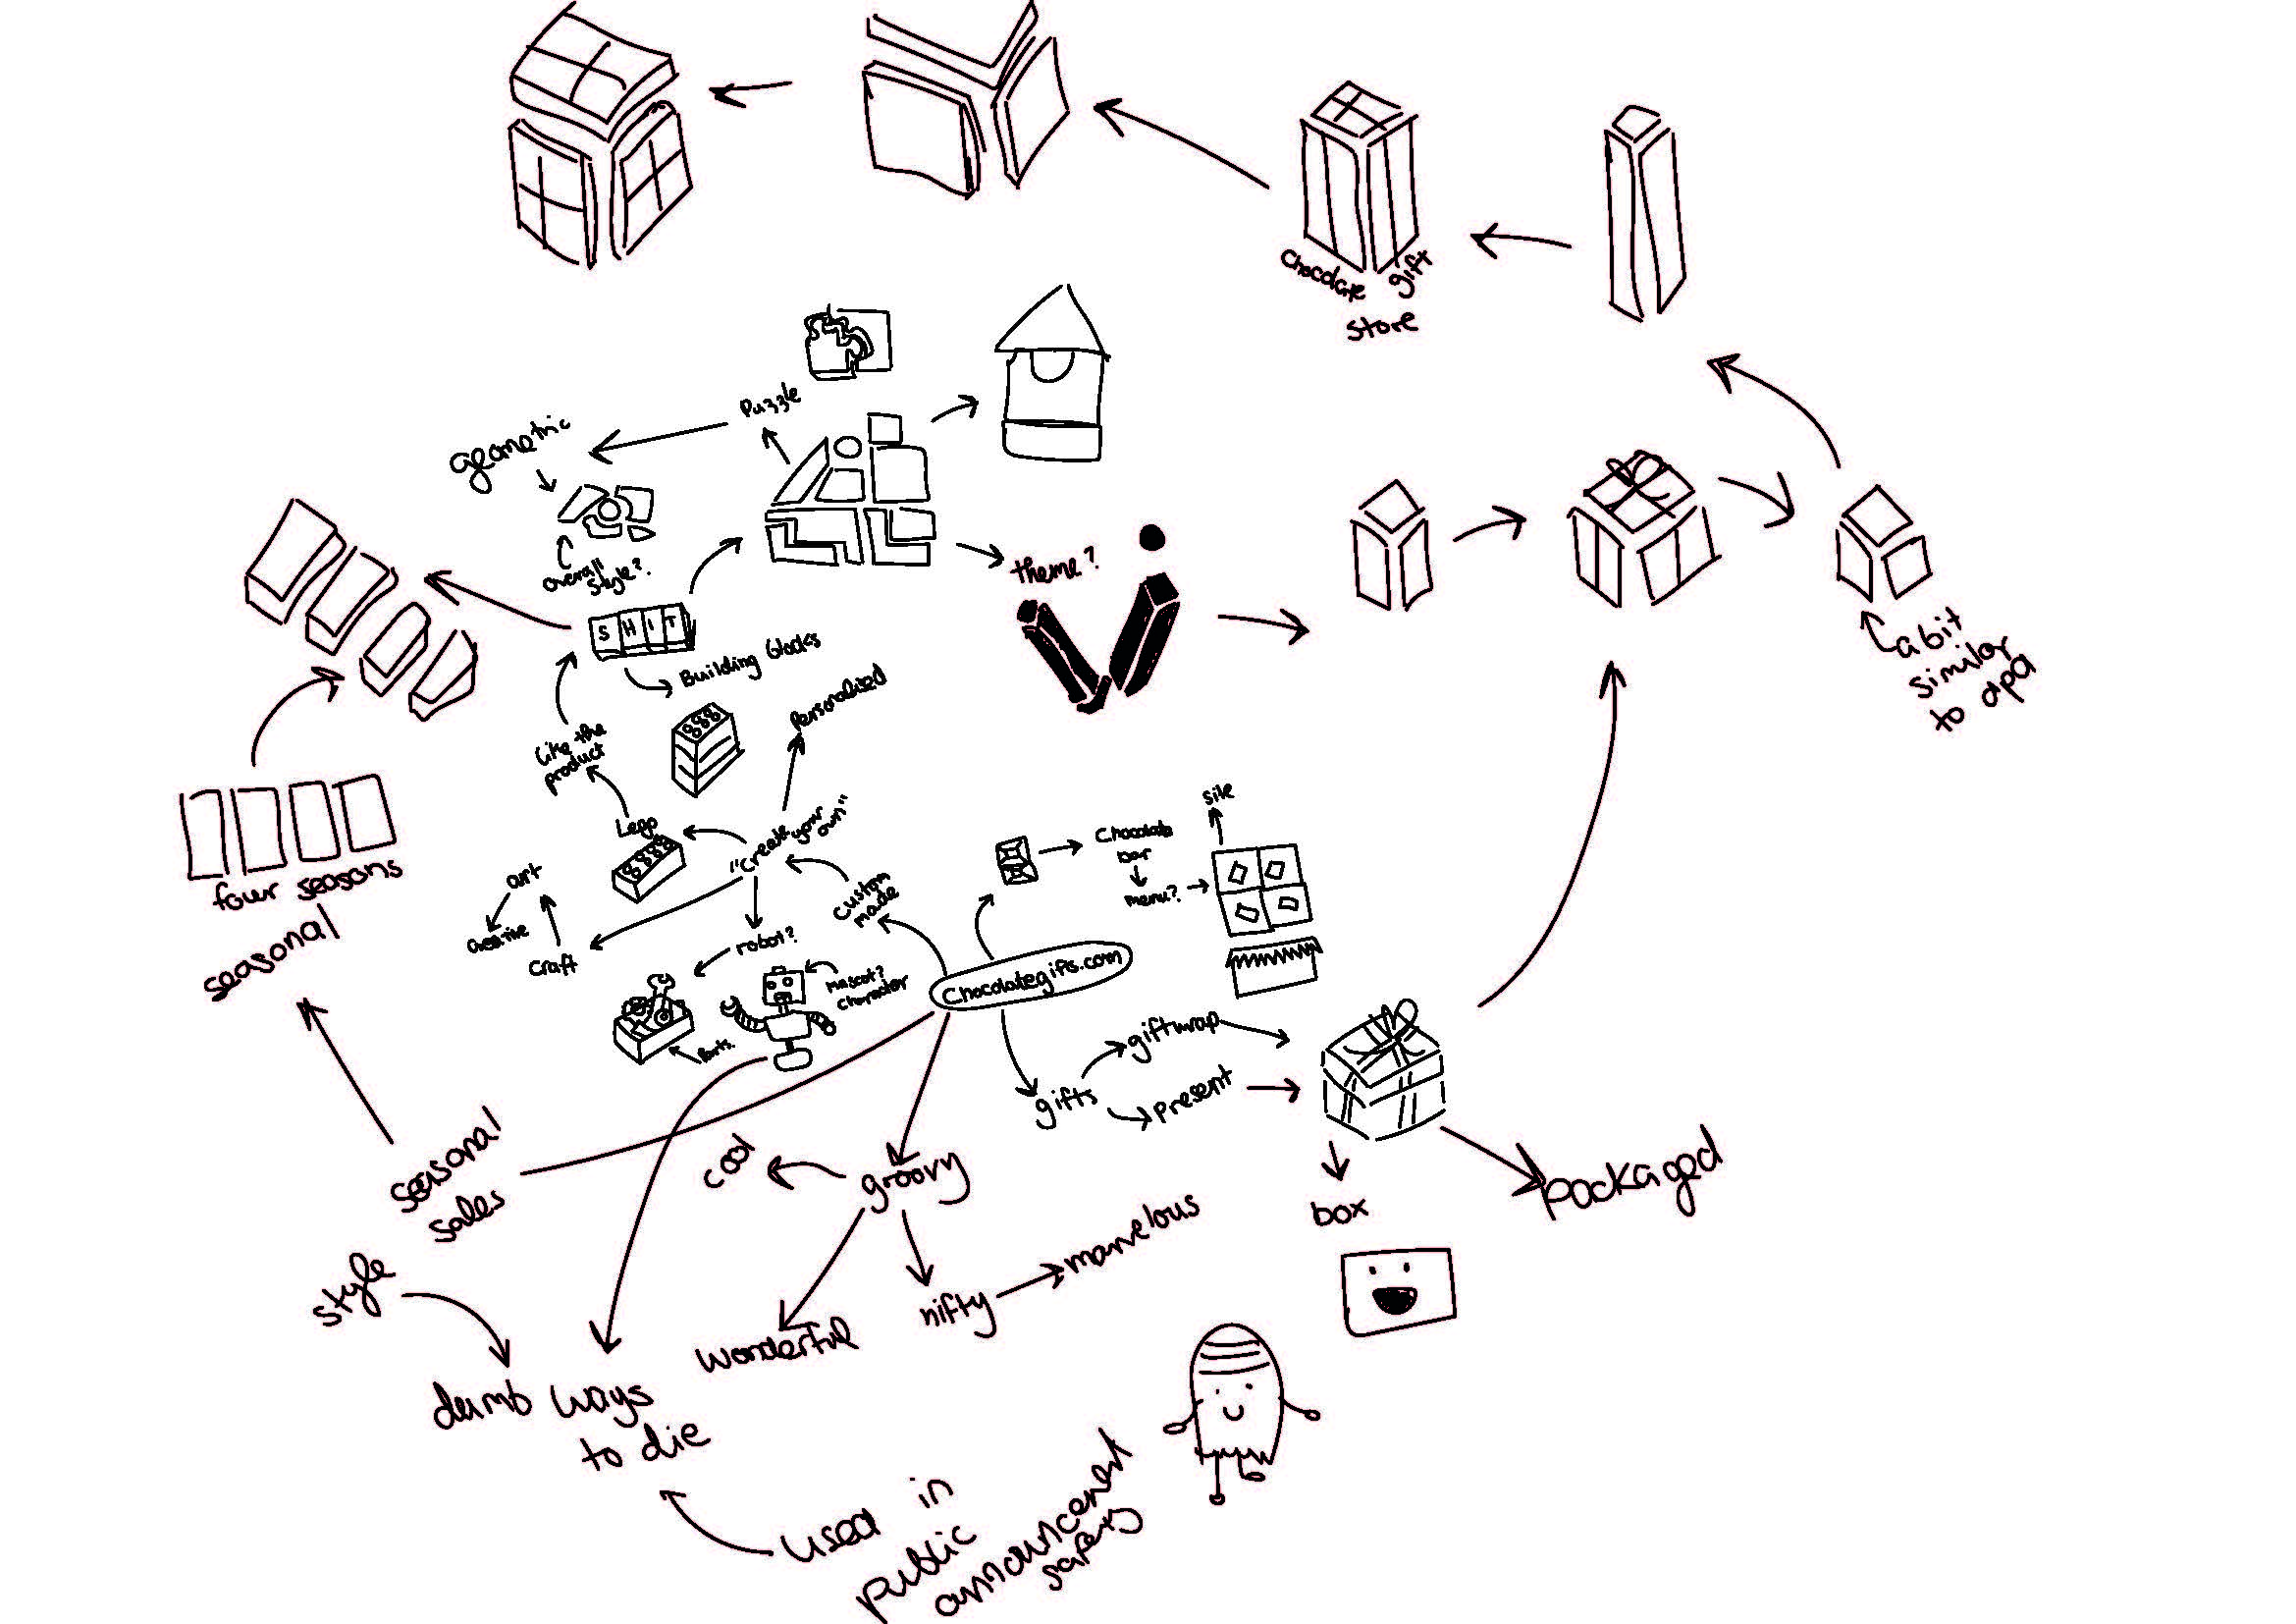 Chocolate gift
store
Puzzle
geometric
overall
style?
theme?
S H I T
Building blocks
a bit
similar
to apa
Personalized
Like the
product
Lego
"create your
own"
Chocolate
bar
menu?
site
four seasons
seasonal
art
creative
craft
custom
made
robot?
mascot?
character
Parts.
Chocolategifts.com
giftwrap
gifts
present
seasonal
sales
cool
groovy
packaged
box
marvelous
nifty
wonderful
style
dumb ways
to die
used in
public
announcement
safety